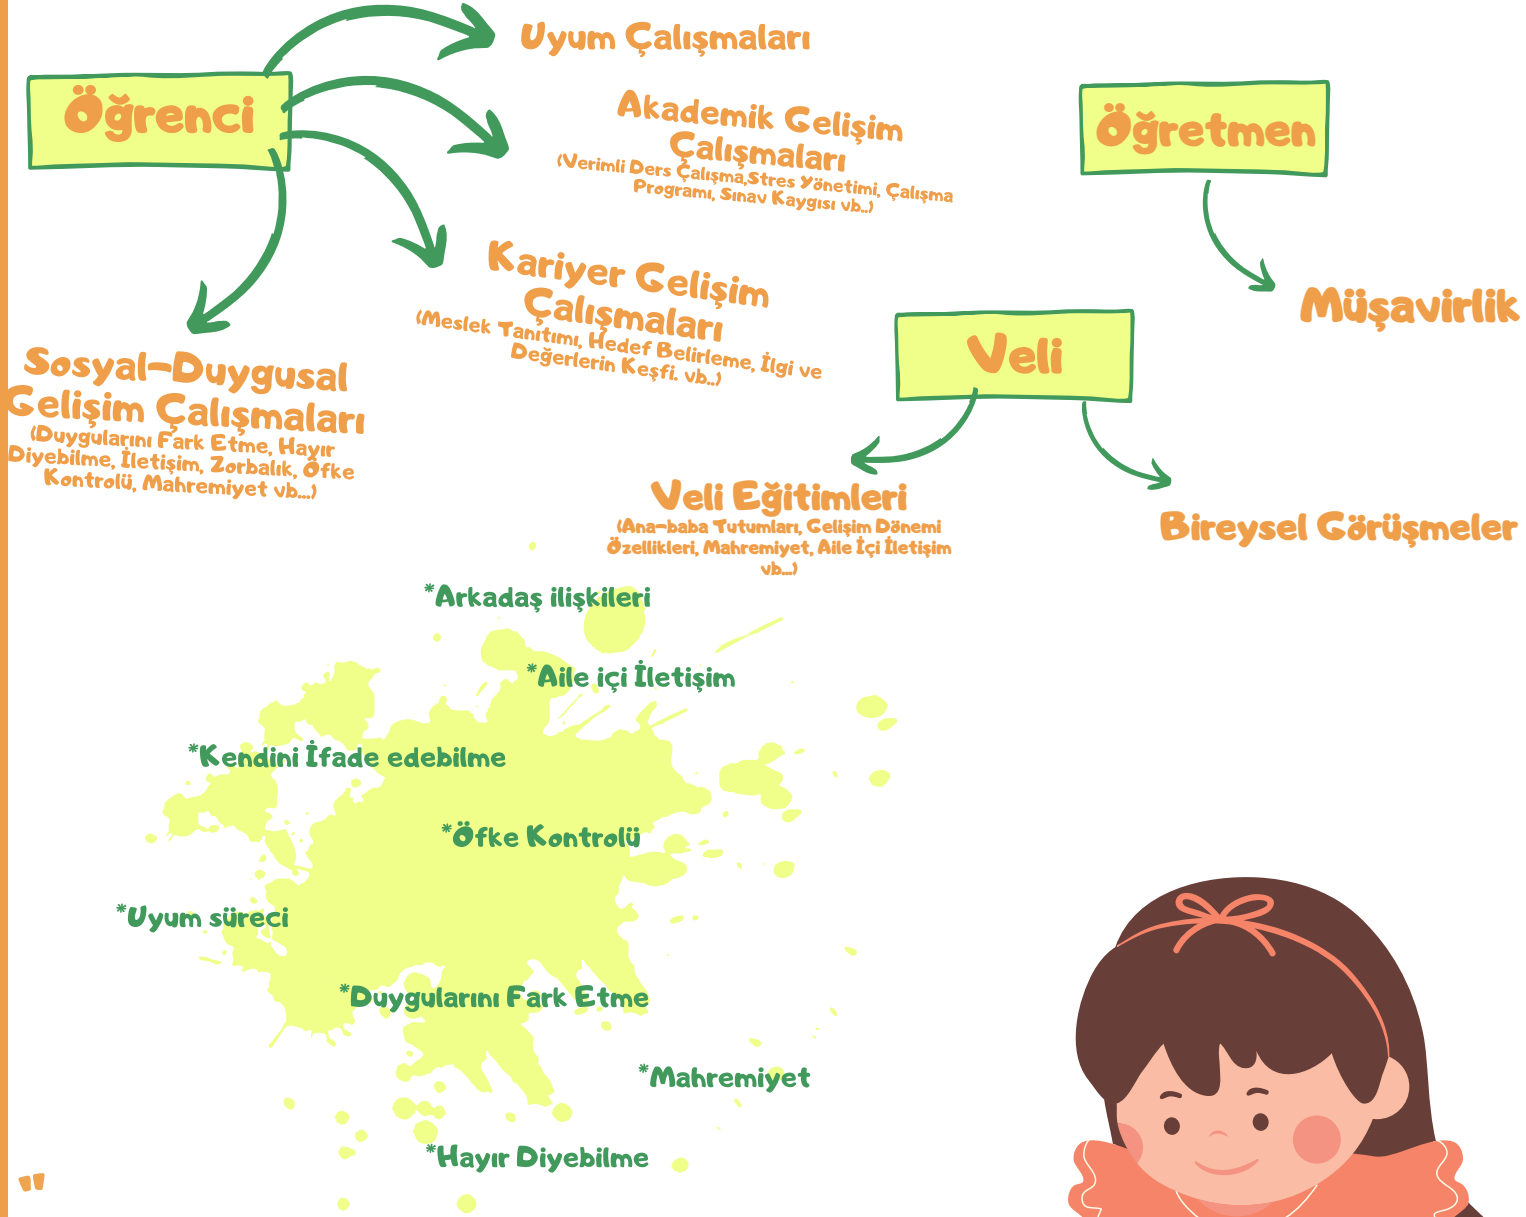 Öğrenci
Uyum Çalışmaları
Akademik Gelişim
Çalışmaları
(Verimli Ders Çalışma,Stres Yönetimi, Çalışma
Programı, Sınav Kaygısı vb..)
Kariyer Gelişim
Çalışmaları
(Meslek Tanıtımı, Hedef Belirleme, İlgi ve
Değerlerin Keşfi. vb..)
Sosyal-Duygusal
Gelişim Çalışmaları
(Duygularını Fark Etme, Hayır
Diyebilme, İletişim, Zorbalık, Öfke
Kontrolü, Mahremiyet vb...)
Öğretmen
Müşavirlik
Veli
Veli Eğitimleri
(Ana-baba Tutumları, Gelişim Dönemi
Özellikleri, Mahremiyet, Aile İçi İletişim
vb...)
Bireysel Görüşmeler
*Arkadaş ilişkileri
*Aile içi İletişim
*Kendini İfade edebilme
*Öfke Kontrolü
*Uyum süreci
*Duygularını Fark Etme
*Mahremiyet
*Hayır Diyebilme
"